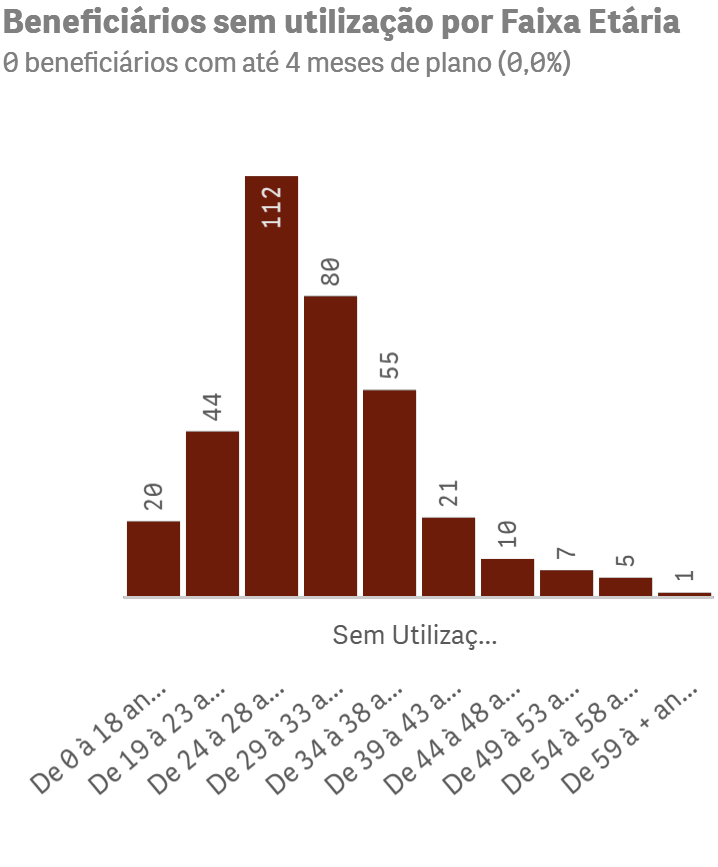 Beneficiários sem utilização por Faixa Etária
0 beneficiários com até 4 meses de plano (0,0%)
112
80
55
44
20
21
10
7
5
1
Sem Utilizaç...
De 0 à 18 an...
De 19 à 23 a...
De 24 à 28 a...
De 29 à 33 a...
De 34 à 38 a...
De 39 à 43 a...
De 44 à 48 a...
De 49 à 53 a...
De 54 à 58 a...
De 59 à + an...